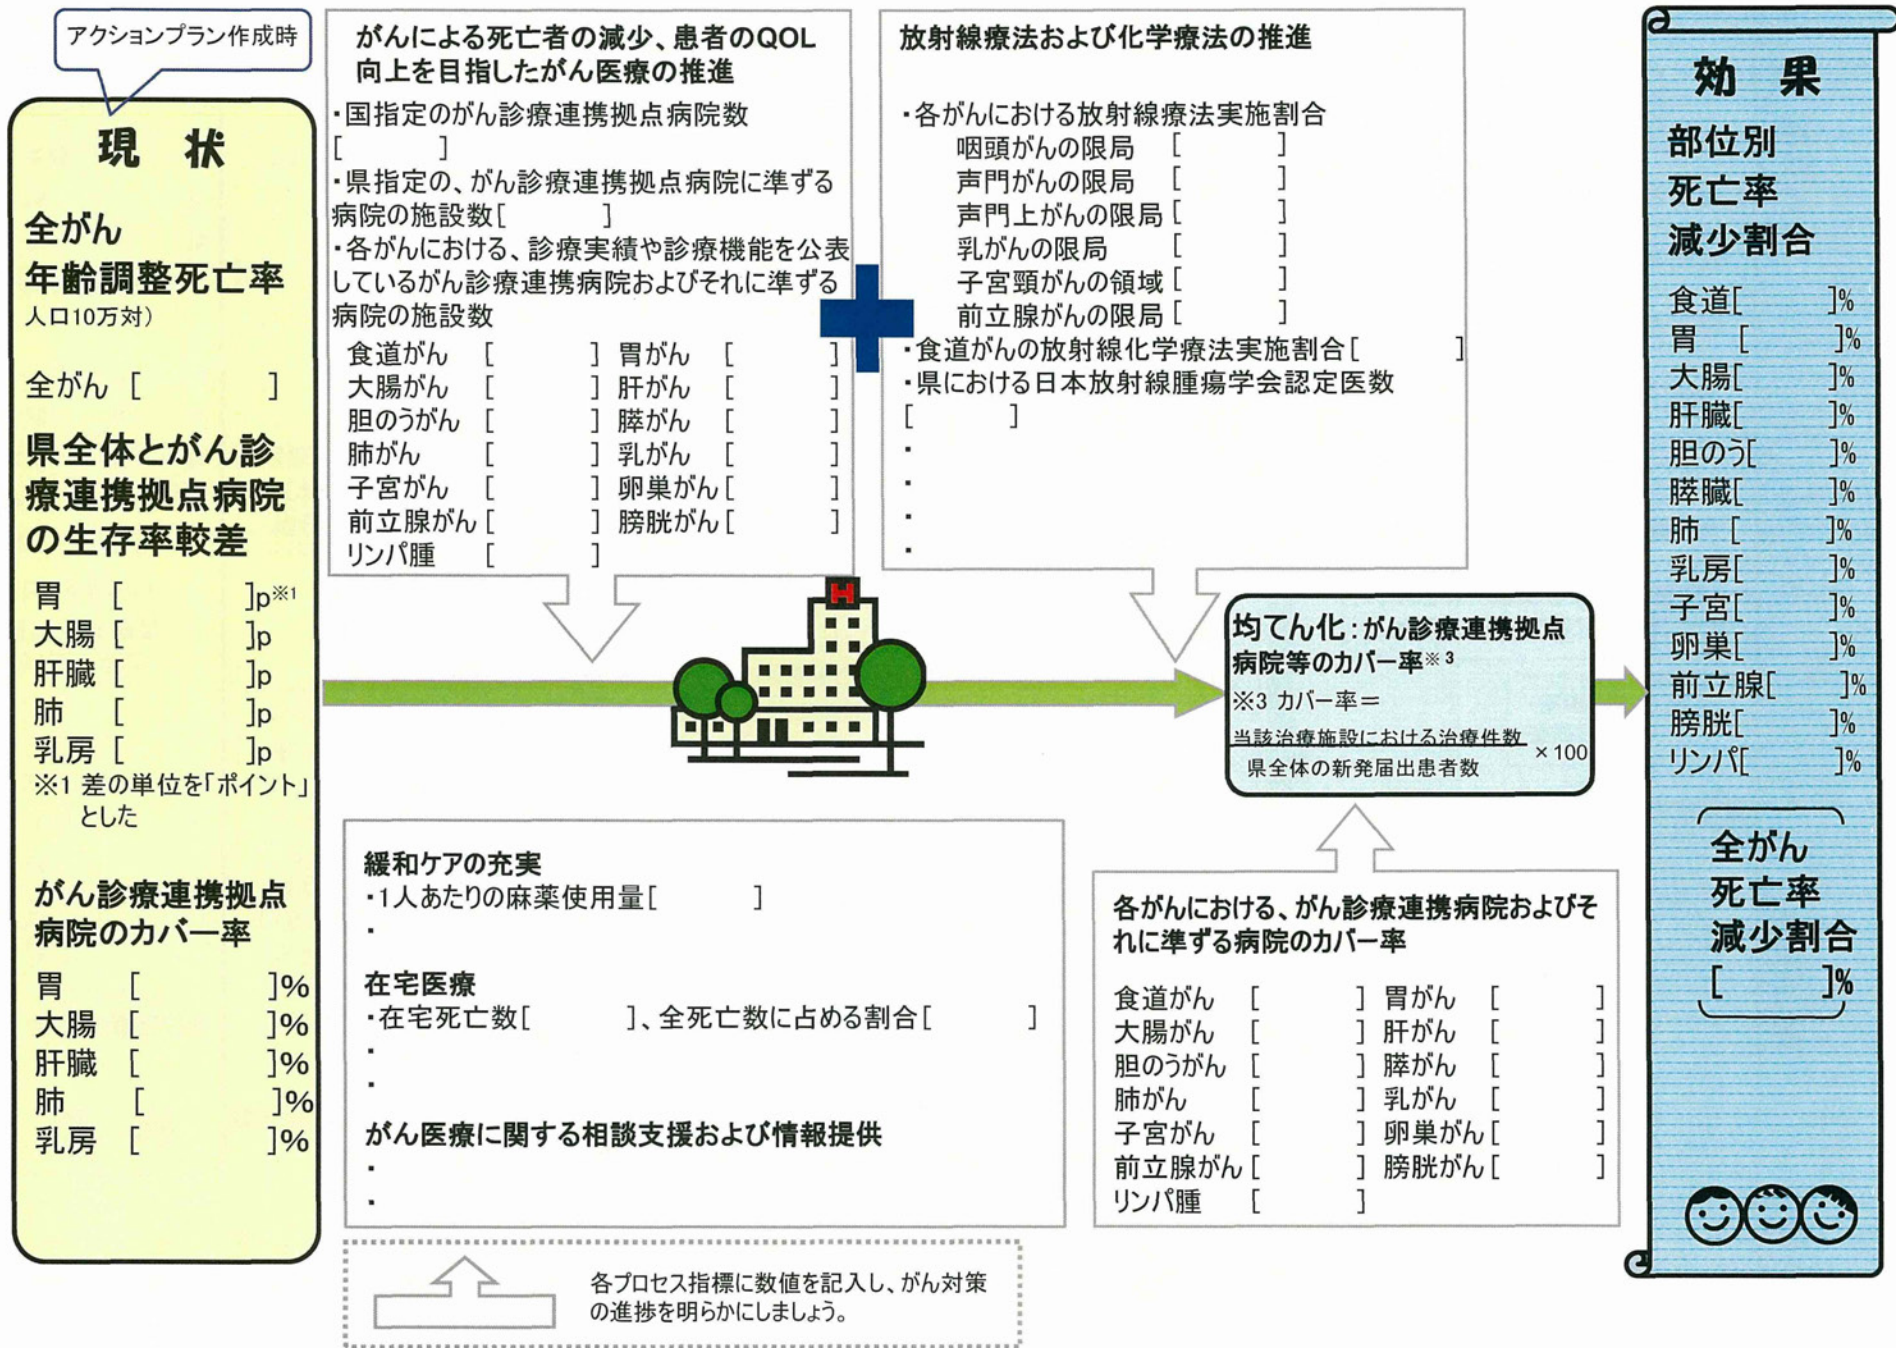 アクションプラン作成時
現 状
全がん
年齢調整死亡率
人口10万対）
全がん [ ]
県全体とがん診
療連携拠点病院
の生存率較差
胃 [ ]p※1
大腸 [ ]p
肝臓 [ ]p
肺 [ ]p
乳房 [ ]p
※1 差の単位を「ポイント」
とした
がん診療連携拠点
病院のカバー率
胃 [ ]%
大腸 [ ]%
肝臓 [ ]%
肺 [ ]%
乳房 [ ]%
がんによる死亡者の減少、患者のQOL
向上を目指したがん医療の推進
・国指定のがん診療連携拠点病院数
[ ]
・県指定の、がん診療連携拠点病院に準ずる
病院の施設数[ ]
・各がんにおける、診療実績や診療機能を公表
しているがん診療連携病院およびそれに準ずる
病院の施設数
食道がん [ ] 胃がん [ ]
大腸がん [ ] 肝がん [ ]
胆のうがん [ ] 膵がん [ ]
肺がん [ ] 乳がん [ ]
子宮がん [ ] 卵巣がん[ ]
前立腺がん[ ] 膀胱がん[ ]
リンパ腫 [ ]
放射線療法および化学療法の推進
・各がんにおける放射線療法実施割合
咽頭がんの限局 [ ]
声門がんの限局 [ ]
声門上がんの限局[ ]
乳がんの限局 [ ]
子宮頸がんの領域[ ]
前立腺がんの限局[ ]
・食道がんの放射線化学療法実施割合[ ]
・県における日本放射線腫瘍学会認定医数
[ ]
・
・
・
・
H
均てん化：がん診療連携拠点
病院等のカバー率※3
※3 カバー率＝
当該治療施設における治療件数
県全体の新発届出患者数
×100
緩和ケアの充実
・1人あたりの麻薬使用量[ ]
・
在宅医療
・在宅死亡数[ ]、全死亡数に占める割合[ ]
・
・
がん医療に関する相談支援および情報提供
・
・
各がんにおける、がん診療連携病院およびそ
れに準ずる病院のカバー率
食道がん [ ] 胃がん [ ]
大腸がん [ ] 肝がん [ ]
胆のうがん [ ] 膵がん [ ]
肺がん [ ] 乳がん [ ]
子宮がん [ ] 卵巣がん[ ]
前立腺がん[ ] 膀胱がん[ ]
リンパ腫 [ ]
各プロセス指標に数値を記入し、がん対策
の進捗を明らかにしましょう。
効 果
部位別
死亡率
減少割合
食道[ ]%
胃 [ ]%
大腸[ ]%
肝臓[ ]%
胆のう[ ]%
膵臓[ ]%
肺 [ ]%
乳房[ ]%
子宮[ ]%
卵巣[ ]%
前立腺[ ]%
膀胱[ ]%
リンパ[ ]%
全がん
死亡率
減少割合
[ ]%